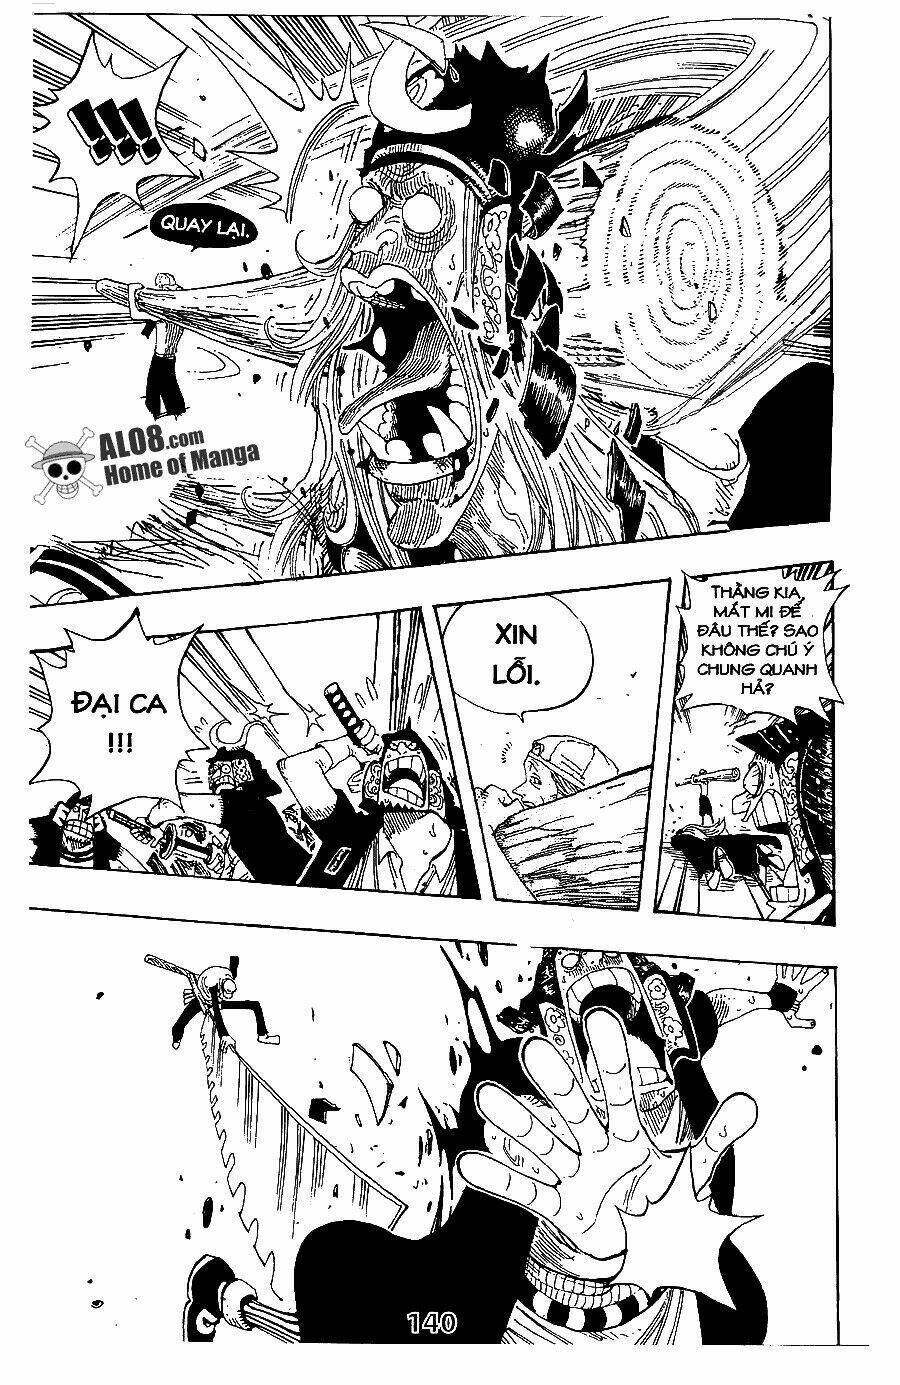 !!!
QUAY LẠI.
ALO8.com
Home of Manga
THẰNG KIA,
MẮT MI ĐỂ
ĐÂU THẾ? SAO
KHÔNG CHÚ Ý
CHUNG QUANH
HẢ?
XIN
LỖI.
ĐẠI CA
!!!
140